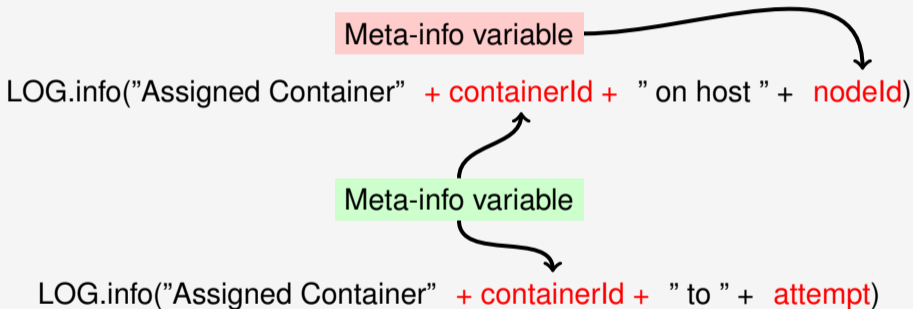 Meta-info variable
LOG.info(”Assigned Container” + containerId + ” on host ” + nodeId)
Meta-info variable
LOG.info(”Assigned Container” + containerId + ” to ” + attempt)